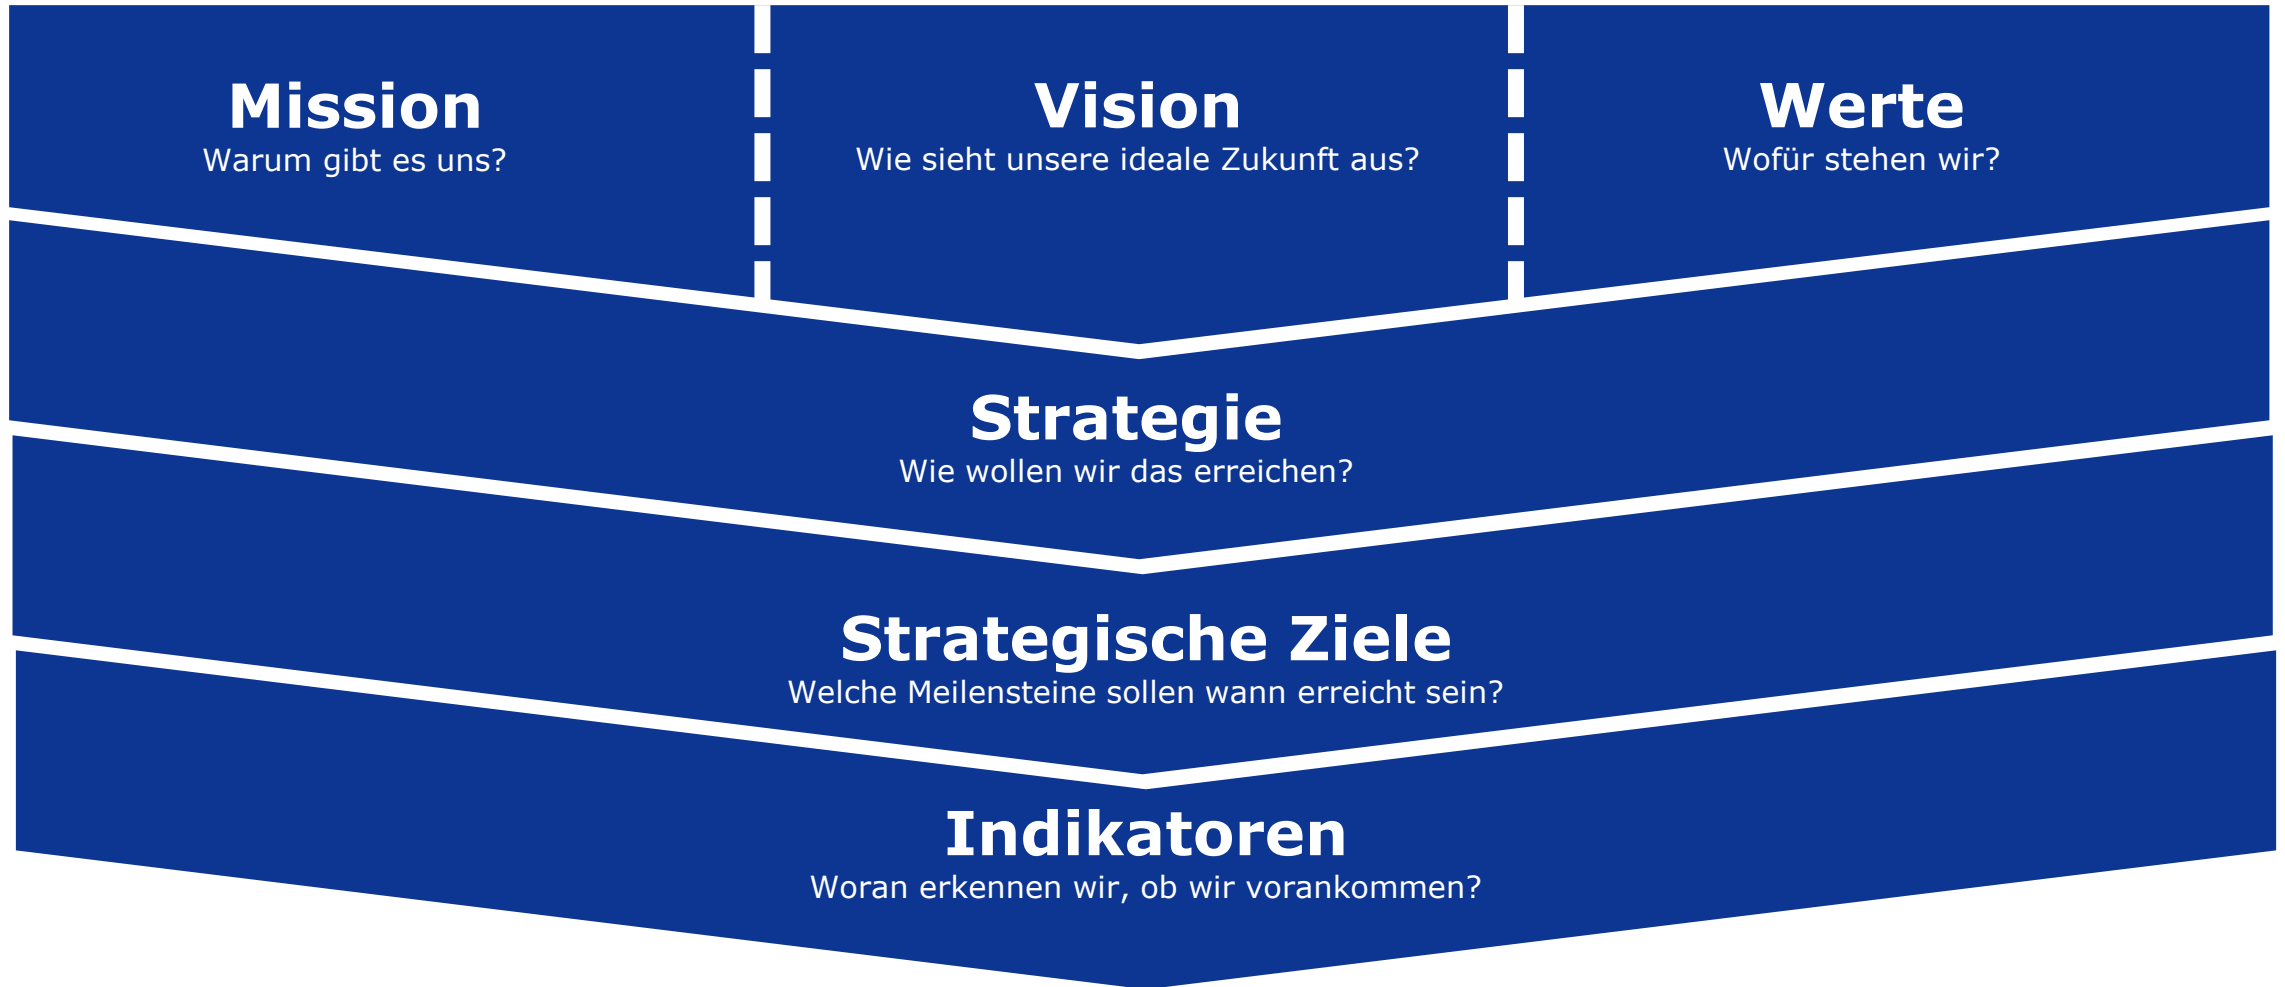 Mission
Warum gibt es uns?
Vision
Wie sieht unsere ideale Zukunft aus?
Werte
Wofür stehen wir?
Strategie
Wie wollen wir das erreichen?
Strategische Ziele
Welche Meilensteine sollen wann erreicht sein?
Indikatoren
Woran erkennen wir, ob wir vorankommen?